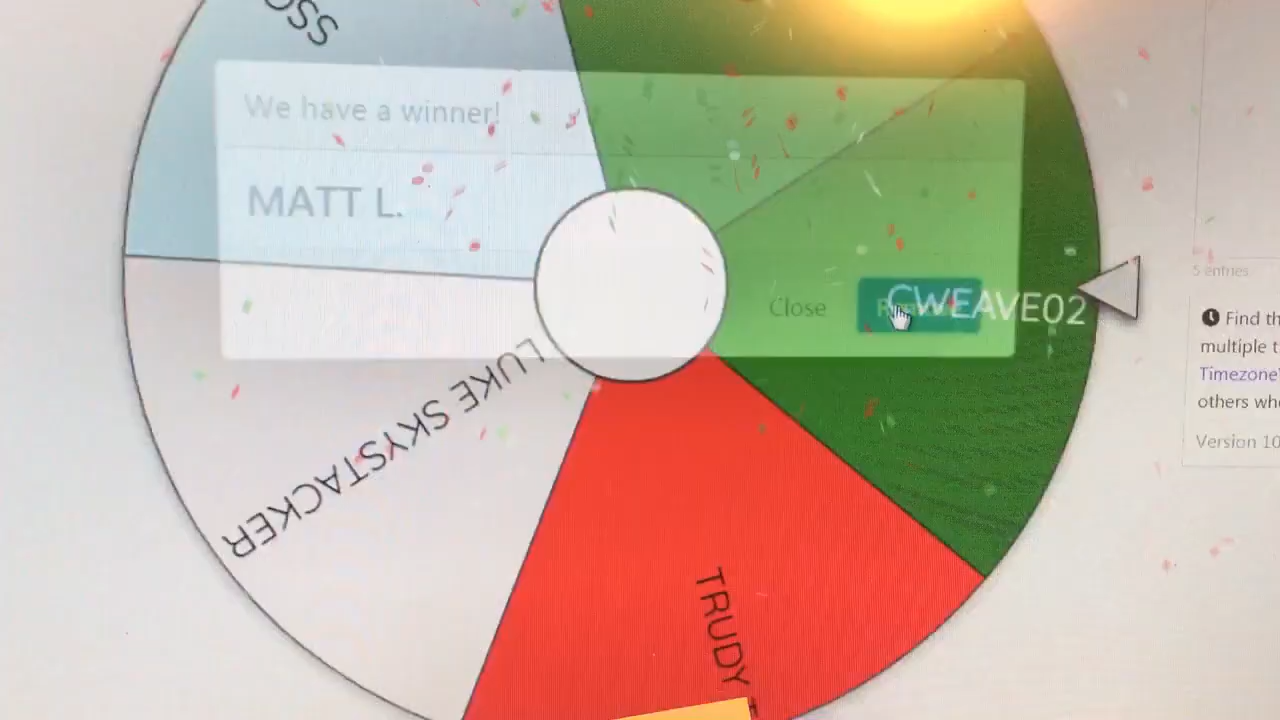 We have a winner!
MATT L.
Close
CWEAVE02
LUKE SKYSTACKER
TRUDY
5 entries
Find th
multiple t
Timezone'
others whe
Version 10